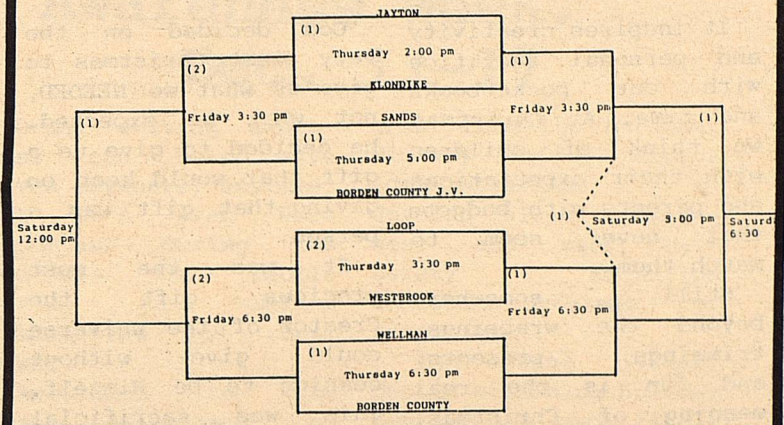 JAYTON
(1)
Thursday 2:00 pm
KLONDIKE
(2)
(1)
Friday 3:30 pm
Friday 3:30 pm
SANDS
(1)
Thursday 5:00 pm
BORDEN COUNTY J.V.
(1)
(1)
Saturday
12:00 pm
(1)
Saturday 3:00 pm
Saturd
6:30
LOOP
(2)
Thursday 3:30 pm
WESTBROOK
(2)
(1)
Friday 6:30 pm
Friday 6:30 pm
WELLMAN
(1)
Thursday 6:30 pm
BORDEN COUNTY